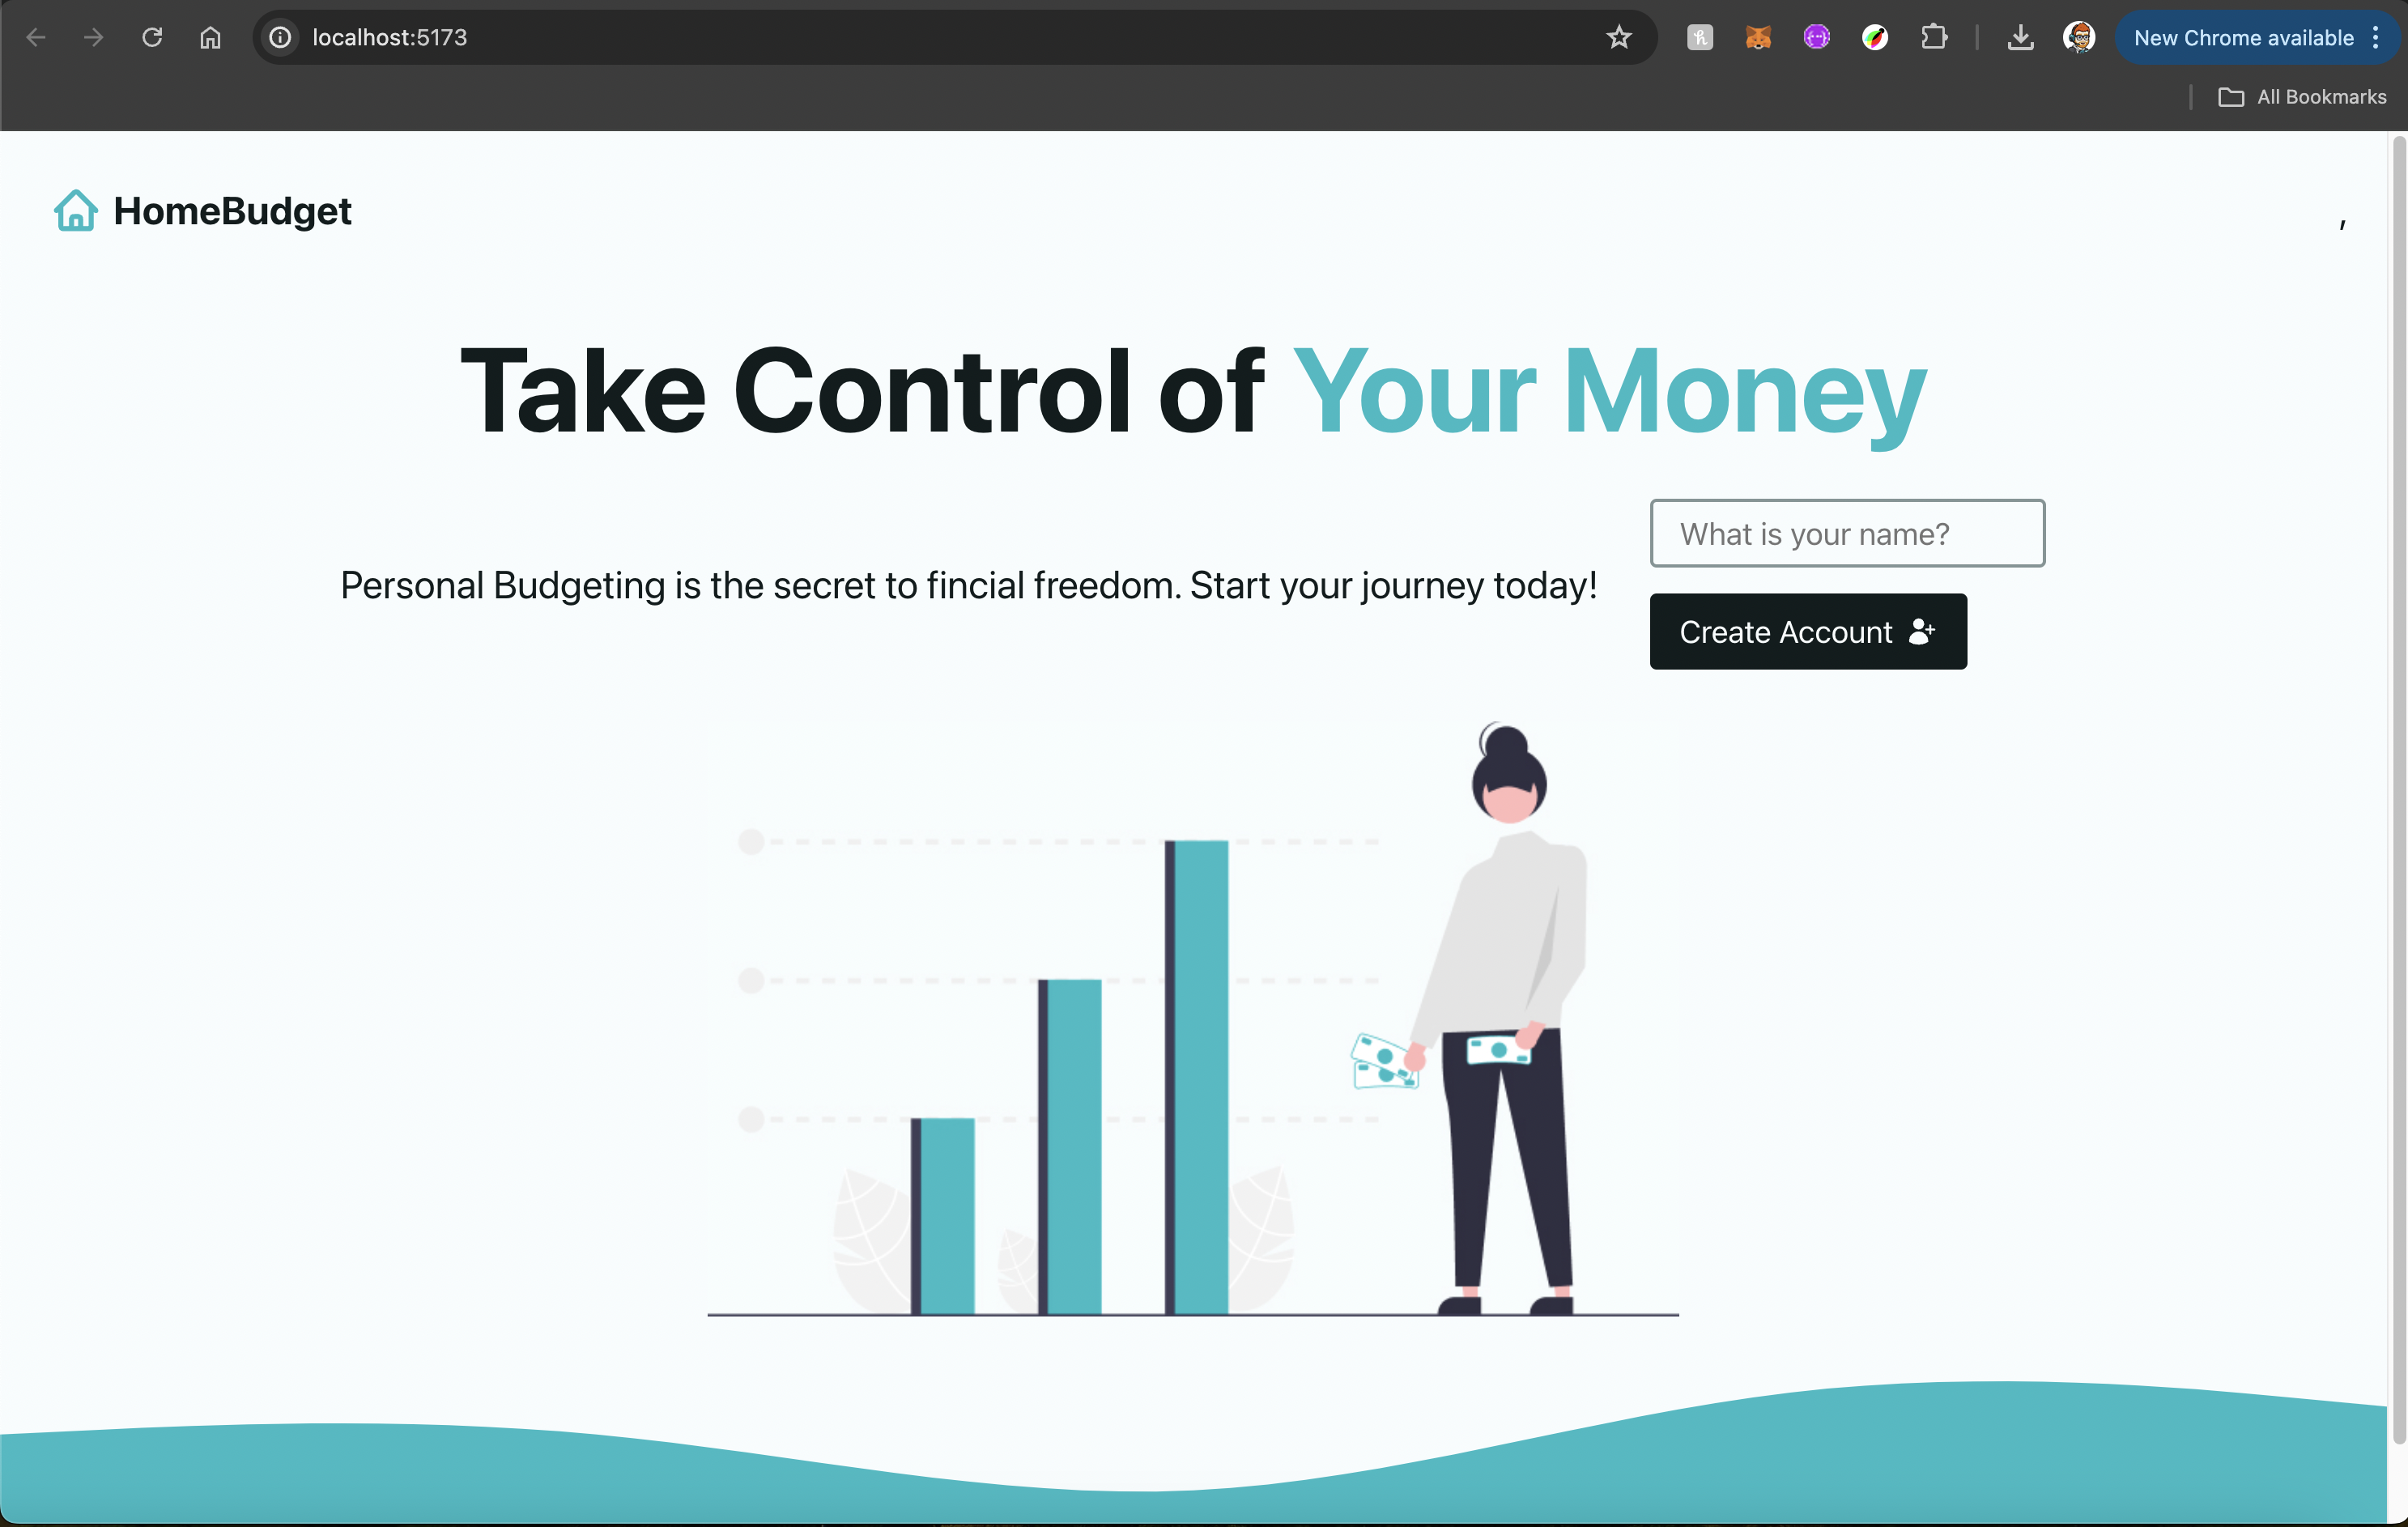 localhost:5173
New Chrome available
All Bookmarks
HomeBudget
,
Take Control of Your Money
What is your name?
Personal Budgeting is the secret to fincial freedom. Start your journey today!
Create Account